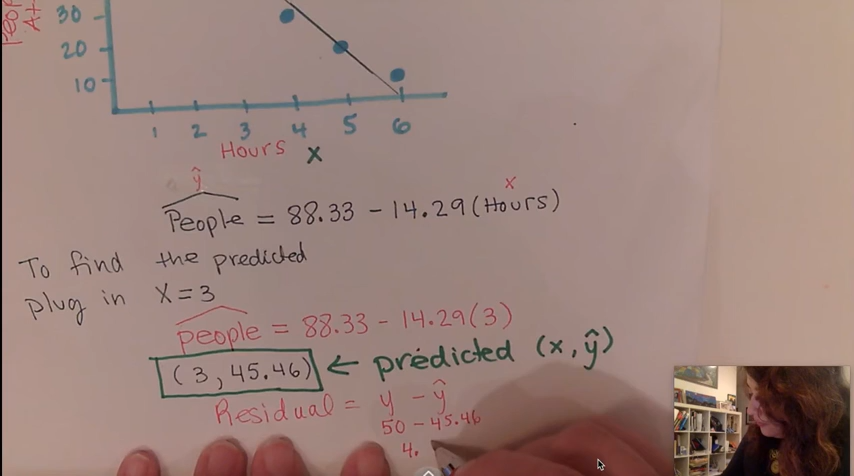 30
20
10
1 2 3 4 5 6
Hours X
ŷ
x
People = 88.33 - 14.29(Hours)
To find the predicted
plug in X=3
people = 88.33 - 14.29(3)
(3, 45.46) ← predicted (x, ŷ)
Residual = y - ŷ
50 - 45.46
4.